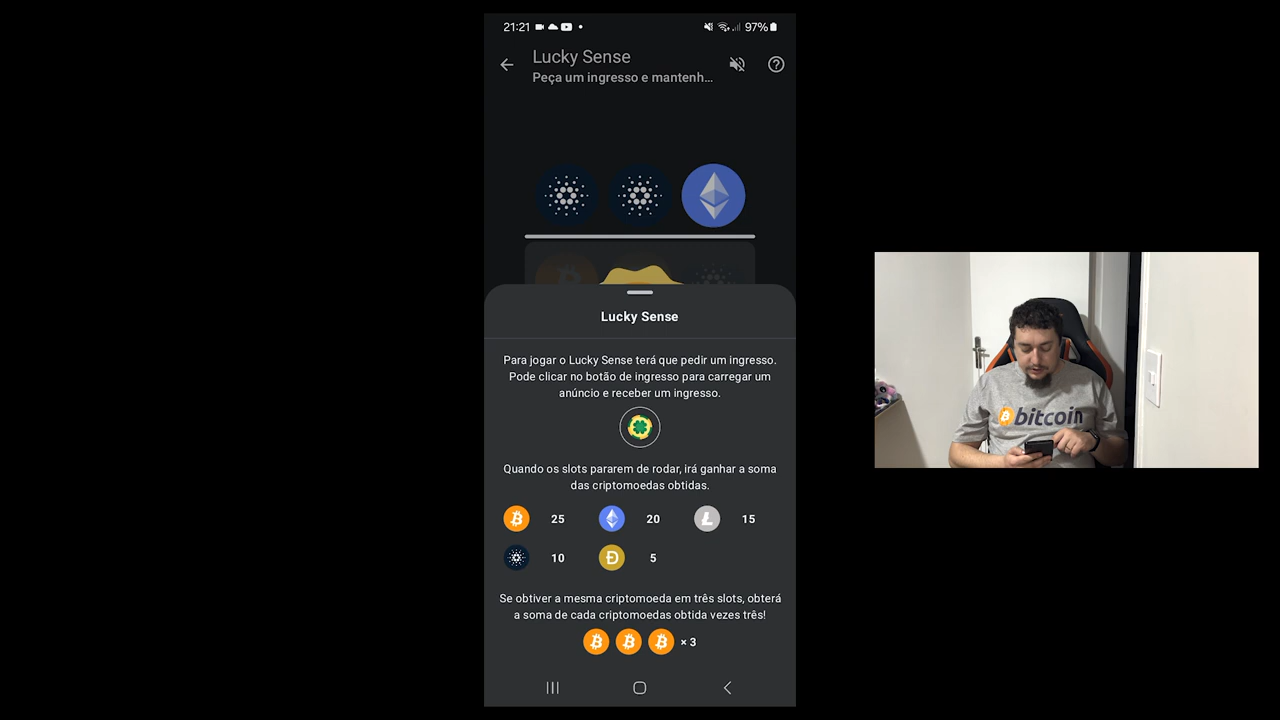 21:21
97%
Lucky Sense
Peça um ingresso e mantenh...
Lucky Sense
Para jogar o Lucky Sense terá que pedir um ingresso.
Pode clicar no botão de ingresso para carregar um
anúncio e receber um ingresso.
Quando os slots pararem de rodar, irá ganhar a soma
das criptomoedas obtidas.
25 20 15
10 5
Se obtiver a mesma criptomoeda em três slots, obterá
a soma de cada criptomoedas obtida vezes três!
× 3
bitcoin